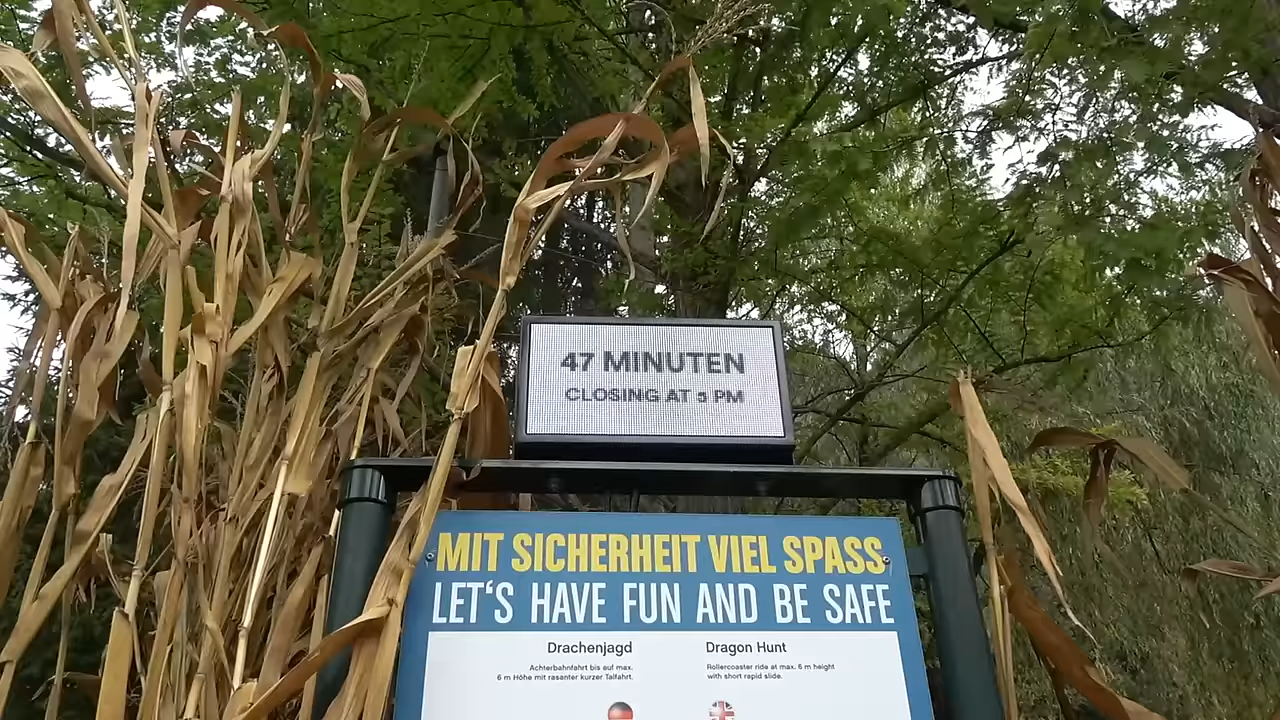 47 MINUTEN
CLOSING AT 5 PM
MIT SICHERHEIT VIEL SPASS
LET'S HAVE FUN AND BE SAFE
Drachenjagd
Achterbahnfahrt bis auf max.
6 m Höhe mit rasanter kurzer Talfahrt.
Dragon Hunt
Rollercoaster ride at max. 6 m height
with short rapid slide.